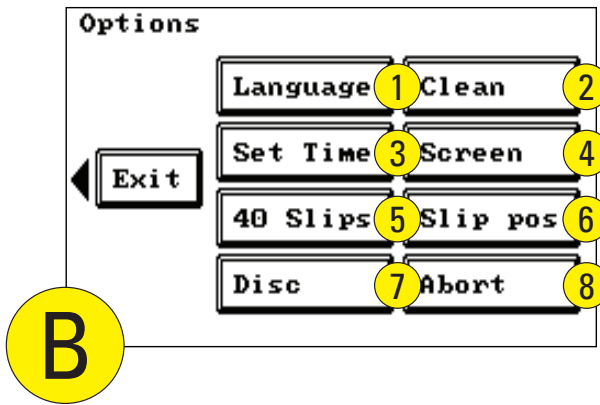 Options
Language 1 Clean 2
Set Time 3 Screen 4
Exit
40 Slips 5 Slip pos 6
Disc 7 Abort 8
B